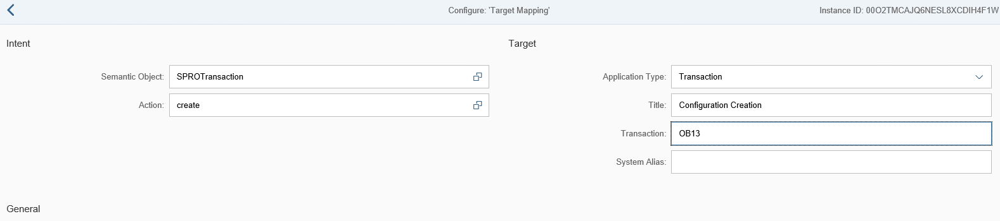 Configure: 'Target Mapping'
Instance ID: 00O2TMCAJQ6NESL8XCDIH4F1W
Intent
Semantic Object: SPROTransaction
Action: create
Target
Application Type: Transaction
Title: Configuration Creation
Transaction: OB13
System Alias:
General